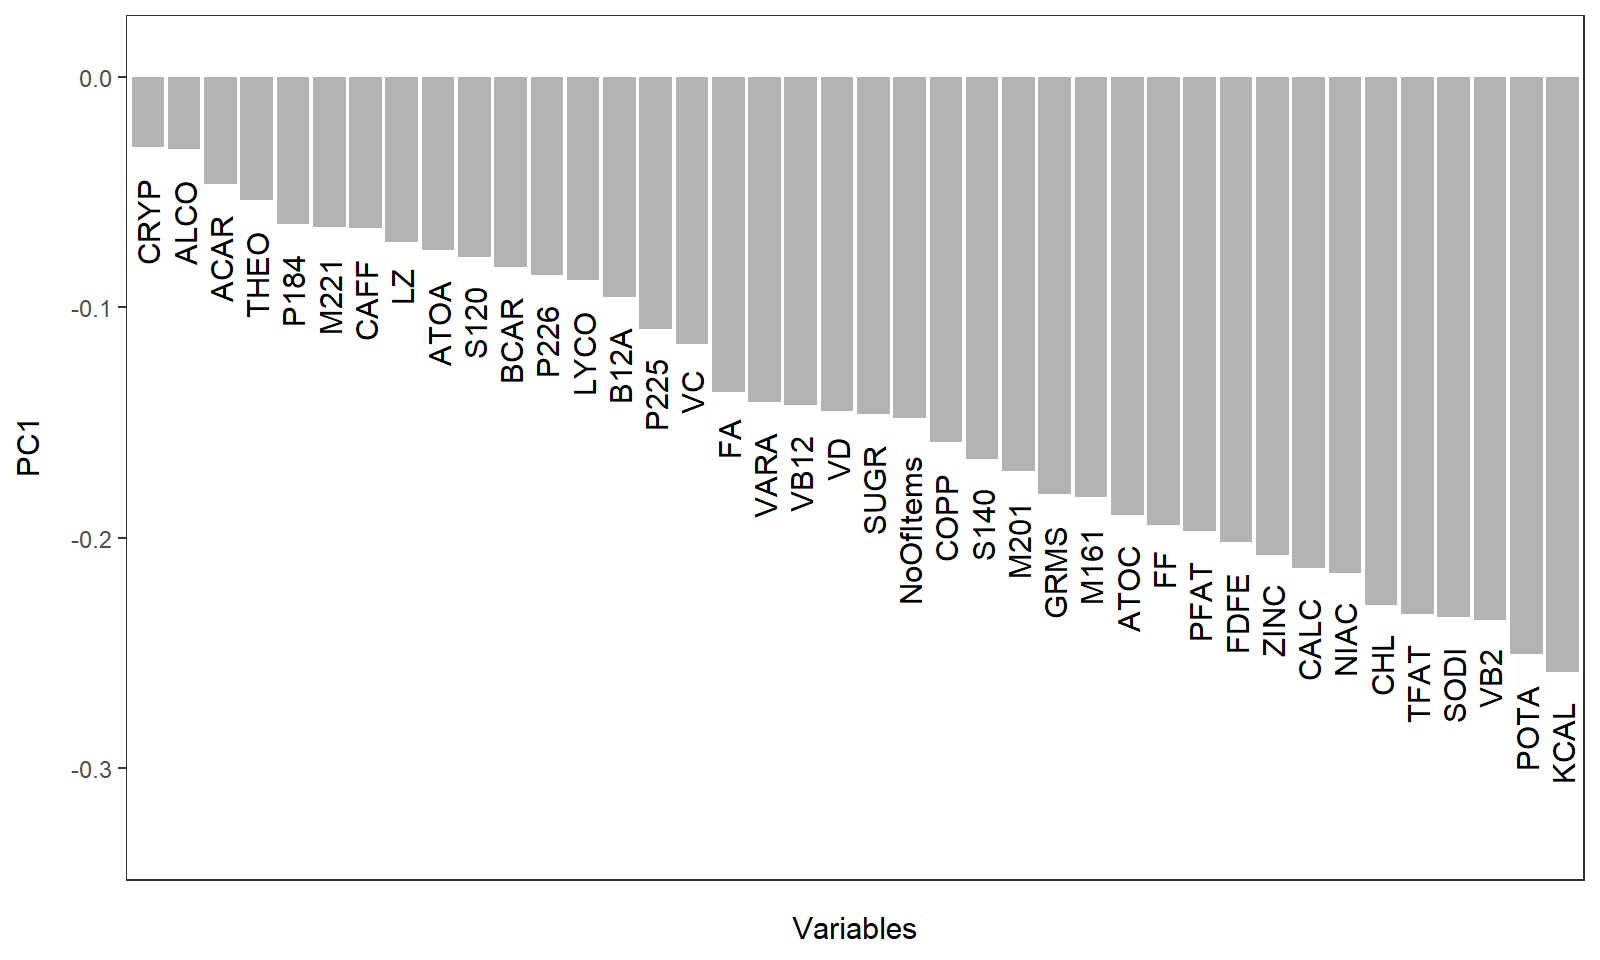 0.0
-0.1
-0.2
-0.3
PC1
CRYP
ALCO
ACAR
THEO
P184
M221
CAFF
LZ
ATOA
S120
BCAR
P226
LYCO
B12A
P225
VC
FA
VARA
VB12
VD
SUGR
NoOfItems
COPP
S140
M201
GRMS
M161
ATOC
FF
PFAT
FDFE
ZINC
CALC
NIAC
CHL
TFAT
SODI
VB2
POTA
KCAL
Variables